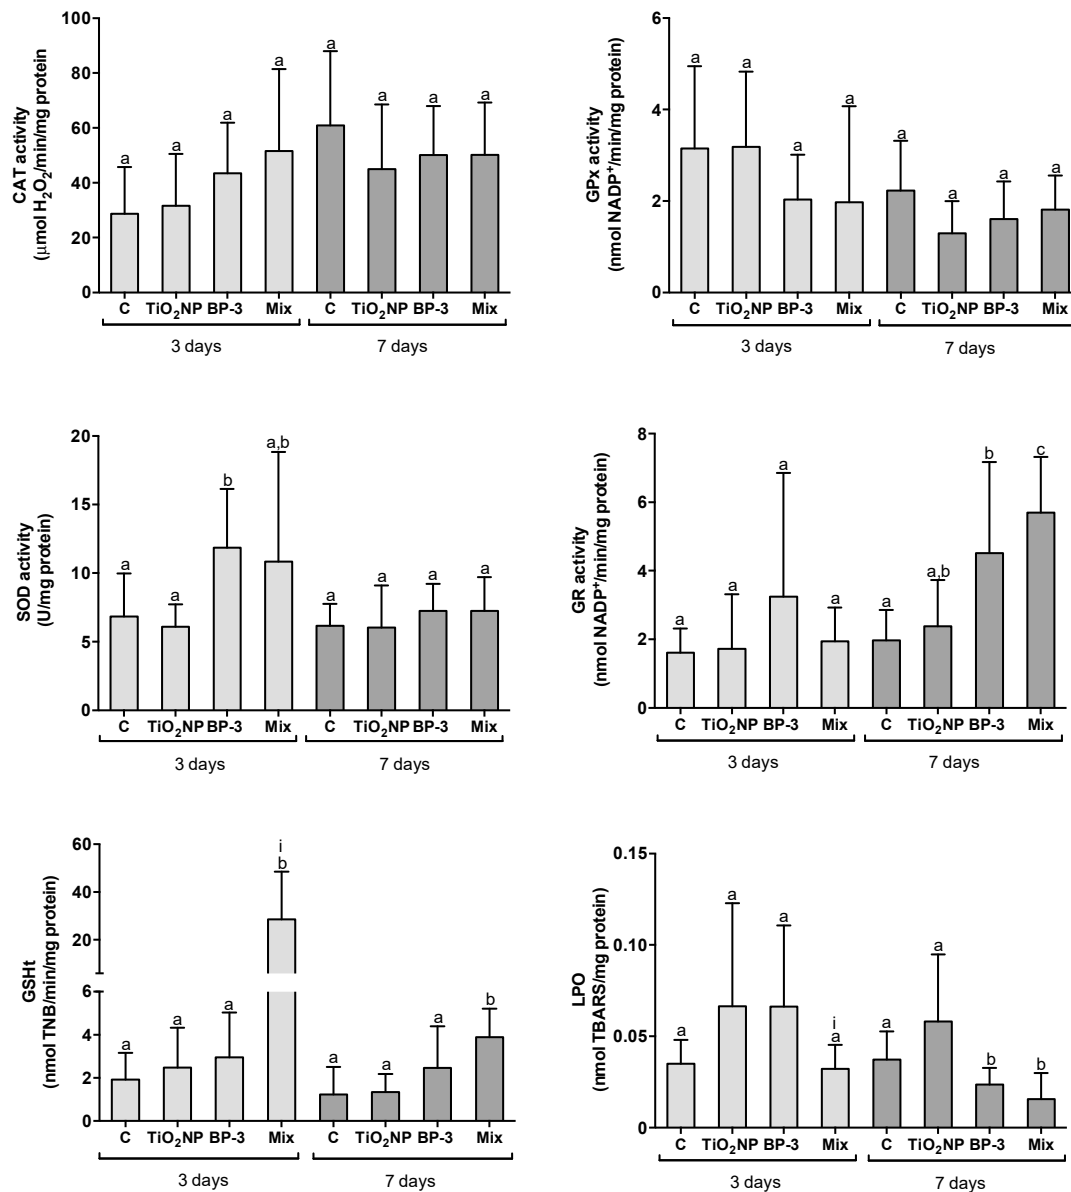 100
80
60
40
20
0
CAT activity
(μmol H₂O₂/min/mg protein
a a a a a a a a
C TiO₂NP BP-3 Mix C TiO₂NP BP-3 Mix
3 days 7 days
6
4
2
0
GPx activity
(nmol NADP⁺/min/mg protein)
a a a a a a a a
C TiO₂NP BP-3 Mix C TiO₂NP BP-3 Mix
3 days 7 days
20
15
10
5
0
SOD activity
(U/mg protein)
a a b a,b a a a a
C TiO₂NP BP-3 Mix C TiO₂NP BP-3 Mix
3 days 7 days
8
6
4
2
0
GR activity
(nmol NADP⁺/min/mg protein)
a a a a a a,b b c
C TiO₂NP BP-3 Mix C TiO₂NP BP-3 Mix
3 days 7 days
60
40
20
6
4
2
0
GSHt
(nmol TNB/min/mg protein)
i
a a a b a a a b
C TiO₂NP BP-3 Mix C TiO₂NP BP-3 Mix
3 days 7 days
0.15
0.10
0.05
0
LPO
(nmol TBARS/mg protein)
i
a a a a a a b b
C TiO₂NP BP-3 Mix C TiO₂NP BP-3 Mix
3 days 7 days